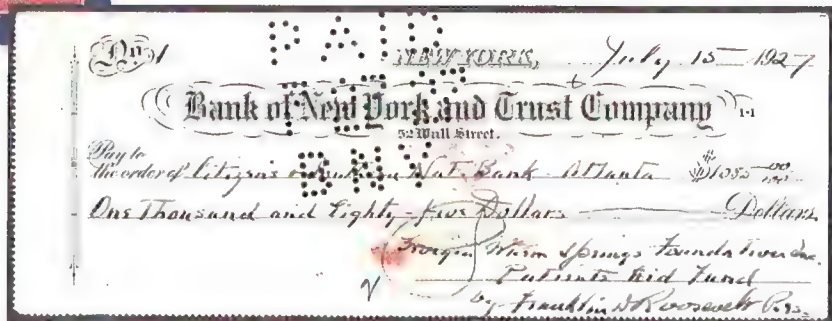 PAID
No. 1
NEW YORK, July 15 1927
Bank of New York and Trust Company 1-1
52 Wall Street.
Pay to
the order of Citizen's & Nat. Bank - Atlanta $1085 00/100
One Thousand and Eighty-five Dollars Dollars
Georgia Warm Springs Foundation Inc.
Patients Aid Fund
by Franklin D Roosevelt Pres.